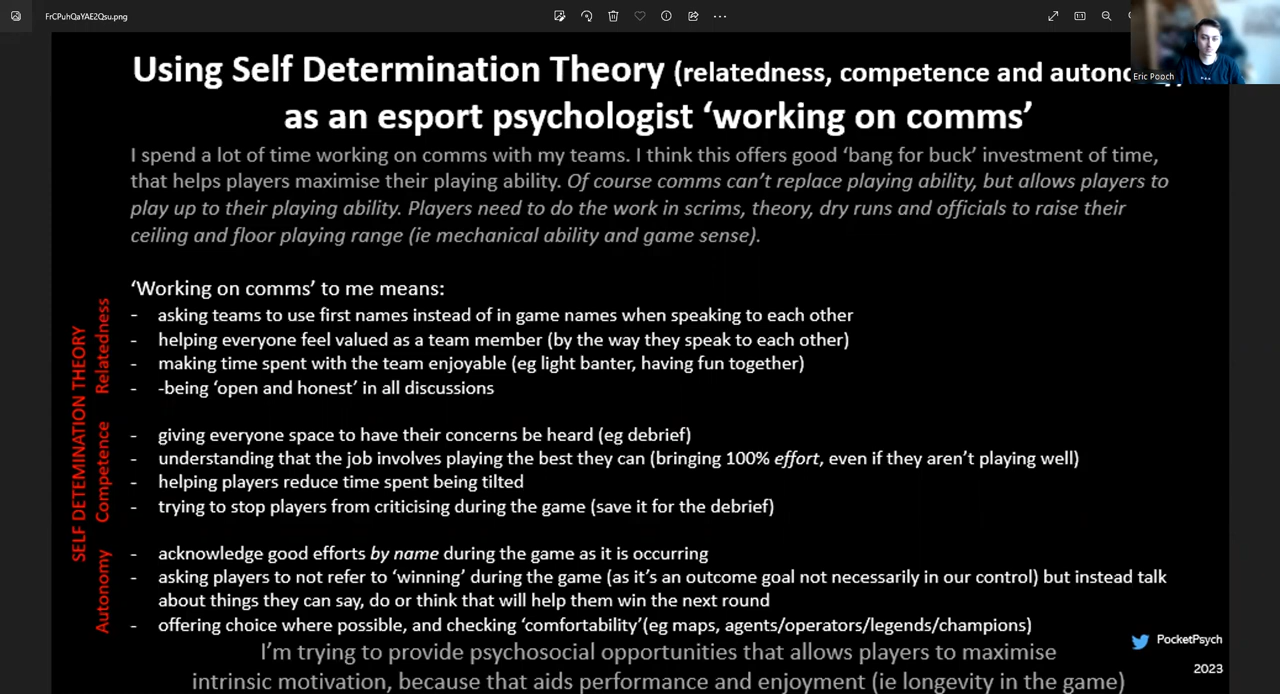 FrCPuhQaYAE2Qsu.png
Eric Pooch
Using Self Determination Theory (relatedness, competence and
as an esport psychologist ‘working on comms’
I spend a lot of time working on comms with my teams. I think this offers good ‘bang for buck’ investment of time,
that helps players maximise their playing ability. Of course comms can’t replace playing ability, but allows players to
play up to their playing ability. Players need to do the work in scrims, theory, dry runs and officials to raise their
ceiling and floor playing range (ie mechanical ability and game sense).
‘Working on comms’ to me means:
SELF DETEMINATION THEORY
Relatedness
- asking teams to use first names instead of in game names when speaking to each other
- helping everyone feel valued as a team member (by the way they speak to each other)
- making time spent with the team enjoyable (eg light banter, having fun together)
- -being ‘open and honest’ in all discussions
Competence
- giving everyone space to have their concerns be heard (eg debrief)
- understanding that the job involves playing the best they can (bringing 100% effort, even if they aren’t playing well)
- helping players reduce time spent being tilted
- trying to stop players from criticising during the game (save it for the debrief)
Autonomy
- acknowledge good efforts by name during the game as it is occurring
- asking players to not refer to ‘winning’ during the game (as it’s an outcome goal not necessarily in our control) but instead talk
about things they can say, do or think that will help them win the next round
- offering choice where possible, and checking ‘comfortability’(eg maps, agents/operators/legends/champions)
I’m trying to provide psychosocial opportunities that allows players to maximise
intrinsic motivation, because that aids performance and enjoyment (ie longevity in the game)
PocketPsych
2023